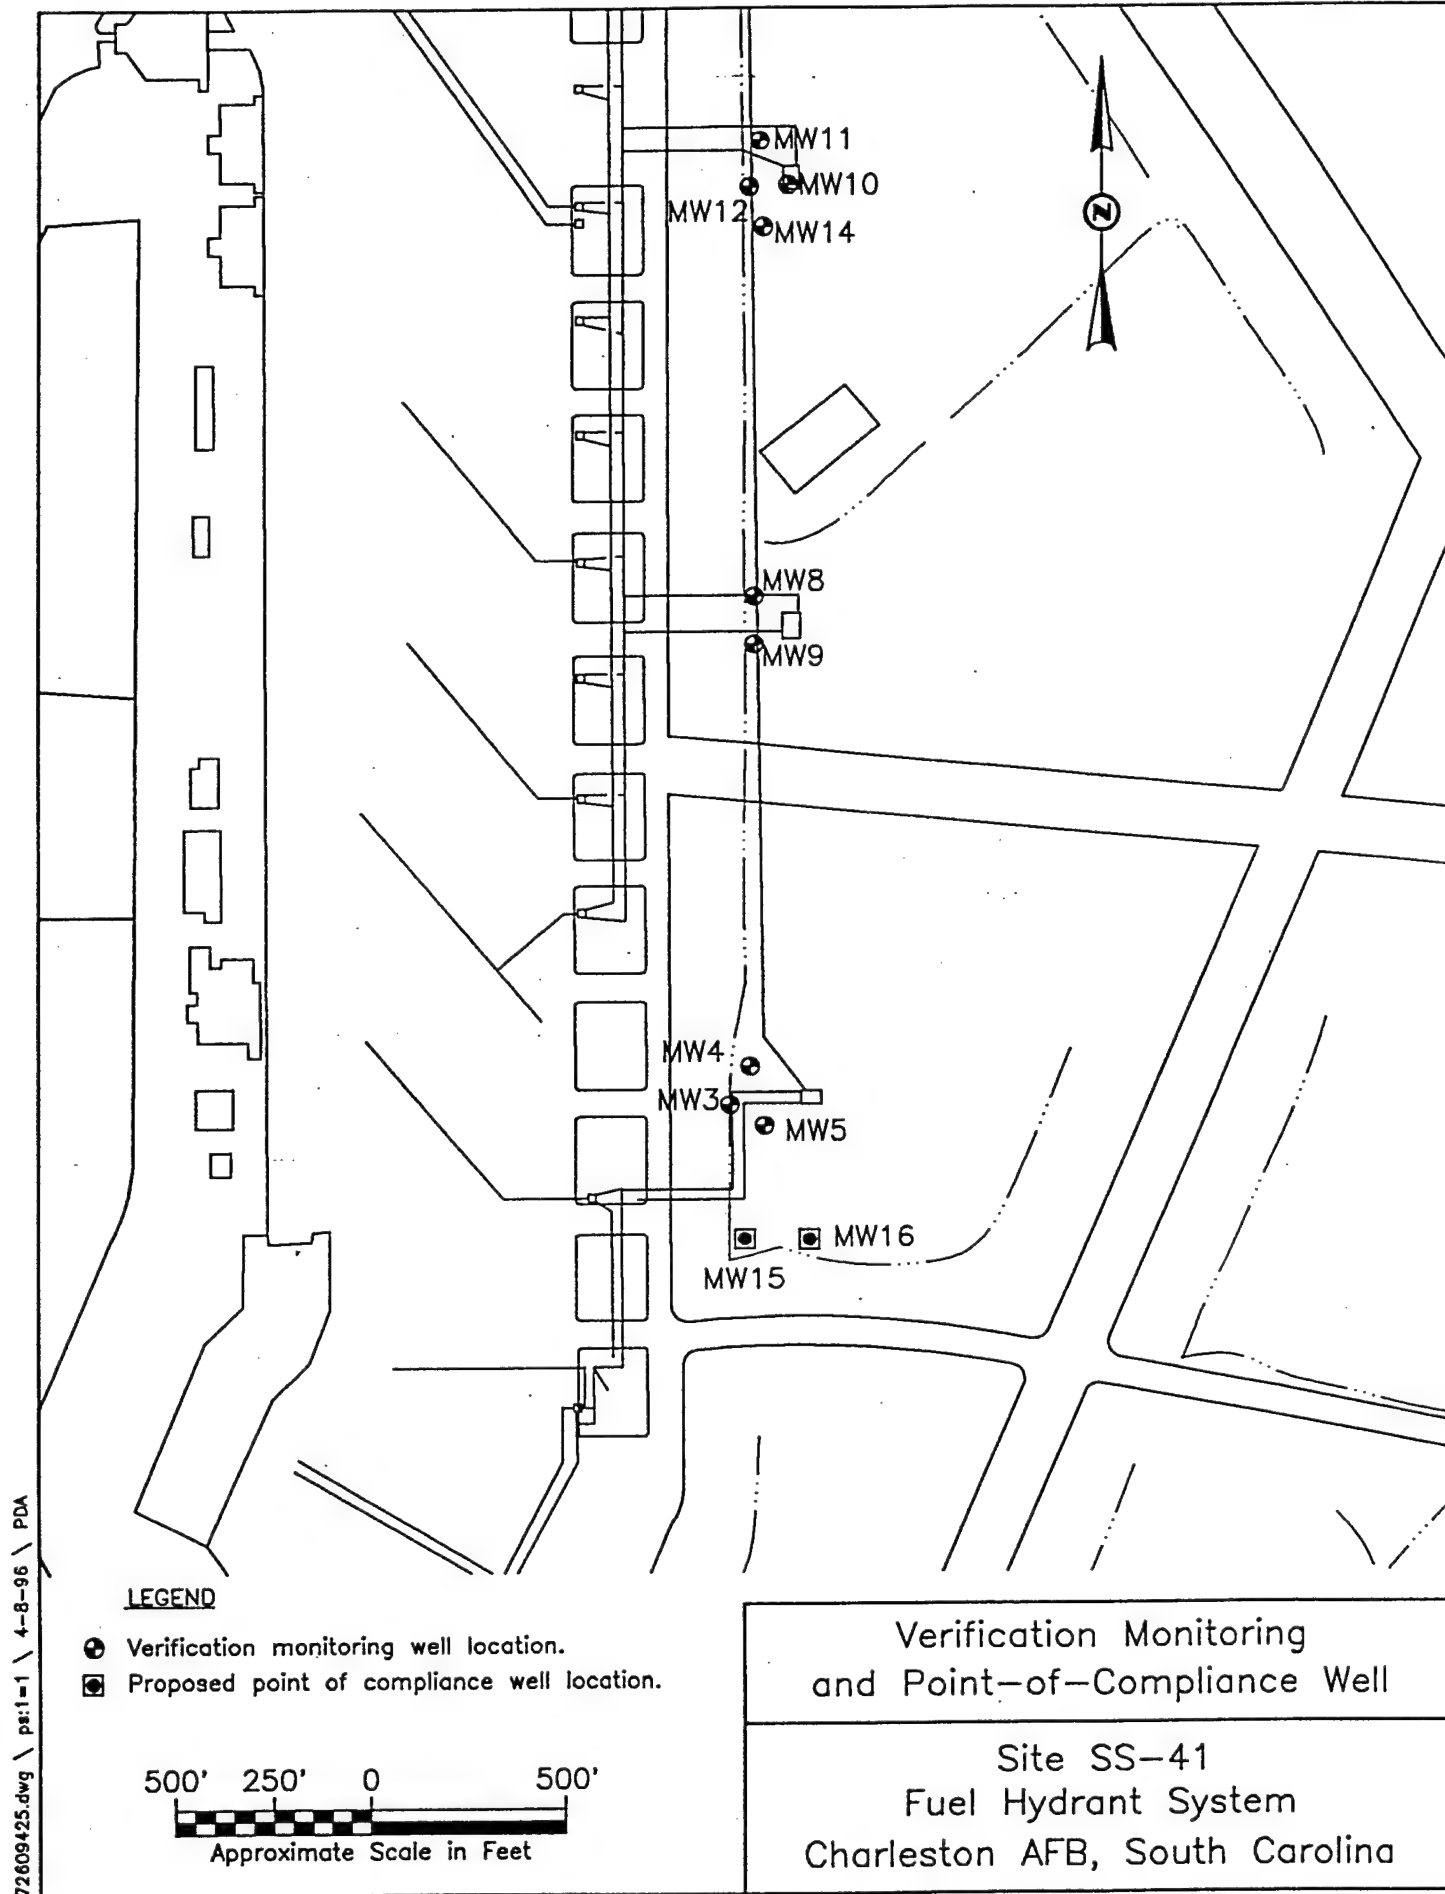 MW11
MW10
MW12
MW14
N
MW8
MW9
MW4
MW3
MW5
MW16
MW15
LEGEND
Verification monitoring well location.
Proposed point of compliance well location.
500' 250' 0 500'
Approximate Scale in Feet
Verification Monitoring
and Point-of-Compliance Well
Site SS-41
Fuel Hydrant System
Charleston AFB, South Carolina
72609425.dwg \ ps:1=1 \ 4-8-96 \ PDA